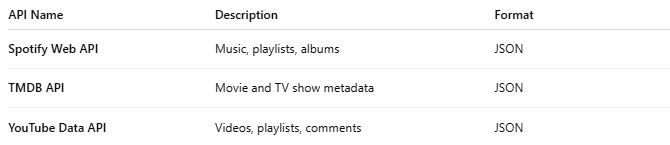 API Name Description Format
Spotify Web API Music, playlists, albums JSON
TMDB API Movie and TV show metadata JSON
YouTube Data API Videos, playlists, comments JSON